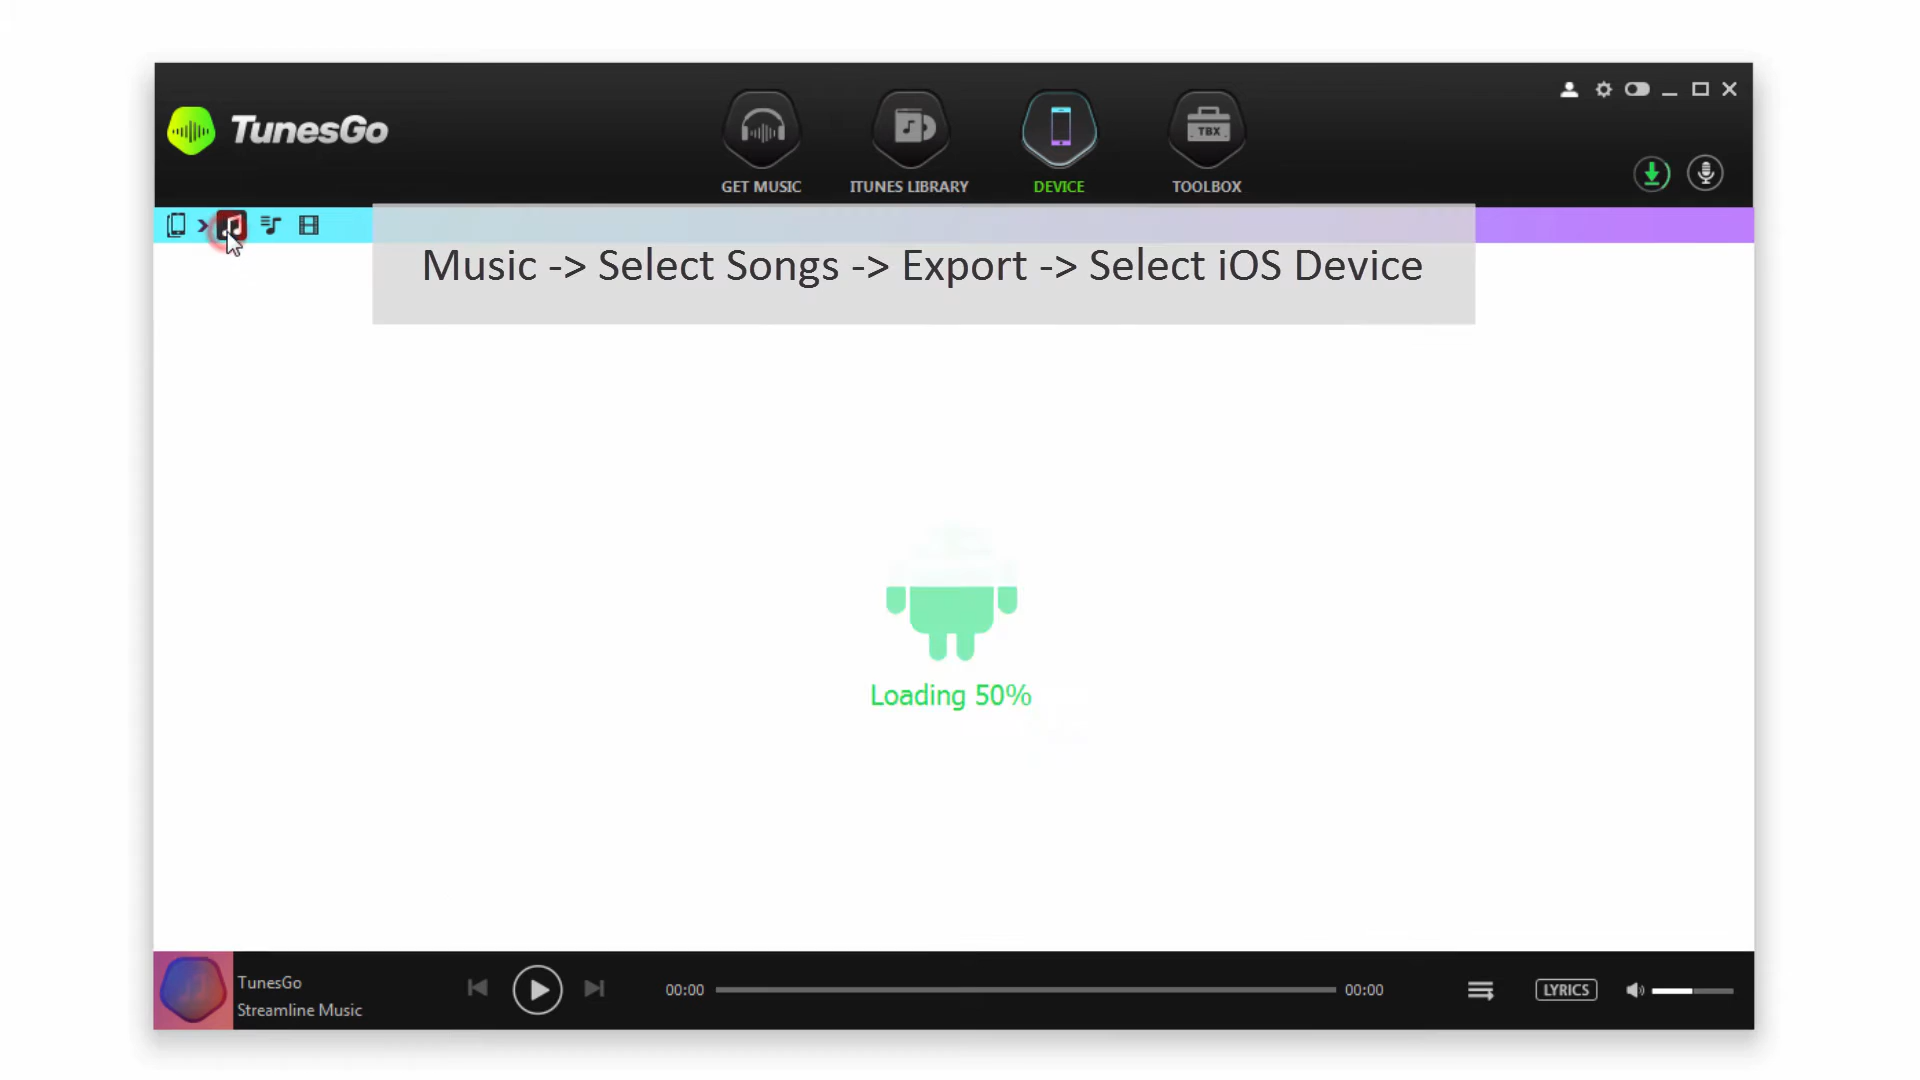 TunesGo
GET MUSIC
ITUNES LIBRARY
DEVICE
TBX
TOOLBOX
Music -> Select Songs -> Export -> Select iOS Device
Loading 50%
TunesGo
Streamline Music
00:00
00:00
LYRICS